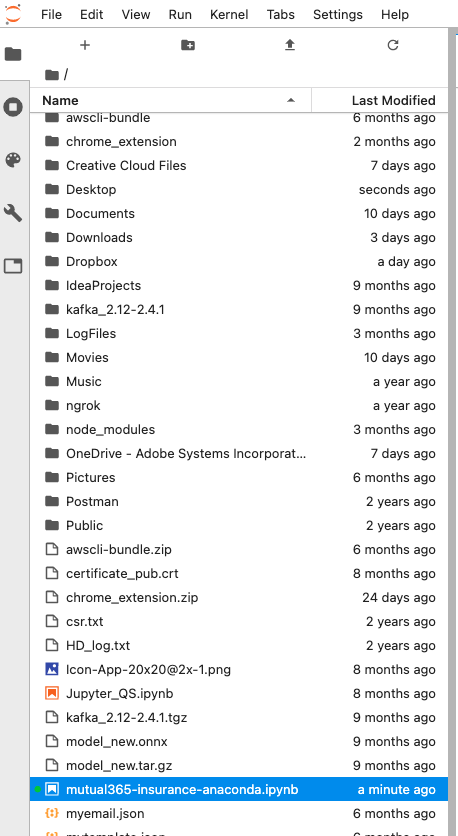 File Edit View Run Kernel Tabs Settings Help
/
Name Last Modified
awscli-bundle 6 months ago
chrome_extension 2 months ago
Creative Cloud Files 7 days ago
Desktop seconds ago
Documents 10 days ago
Downloads 3 days ago
Dropbox a day ago
IdeaProjects 9 months ago
kafka_2.12-2.4.1 9 months ago
LogFiles 3 months ago
Movies 10 days ago
Music a year ago
ngrok a year ago
node_modules 3 months ago
OneDrive - Adobe Systems Incorporat... 7 days ago
Pictures 6 months ago
Postman 2 years ago
Public 2 years ago
awscli-bundle.zip 6 months ago
certificate_pub.crt 8 months ago
chrome_extension.zip 24 days ago
csr.txt 2 years ago
HD_log.txt 2 years ago
Icon-App-20x20@2x-1.png 8 months ago
Jupyter_QS.ipynb 8 months ago
kafka_2.12-2.4.1.tgz 9 months ago
model_new.onnx 9 months ago
model_new.tar.gz 9 months ago
mutual365-insurance-anaconda.ipynb a minute ago
myemail.json 6 months ago
mytemplate.json 6 months ago